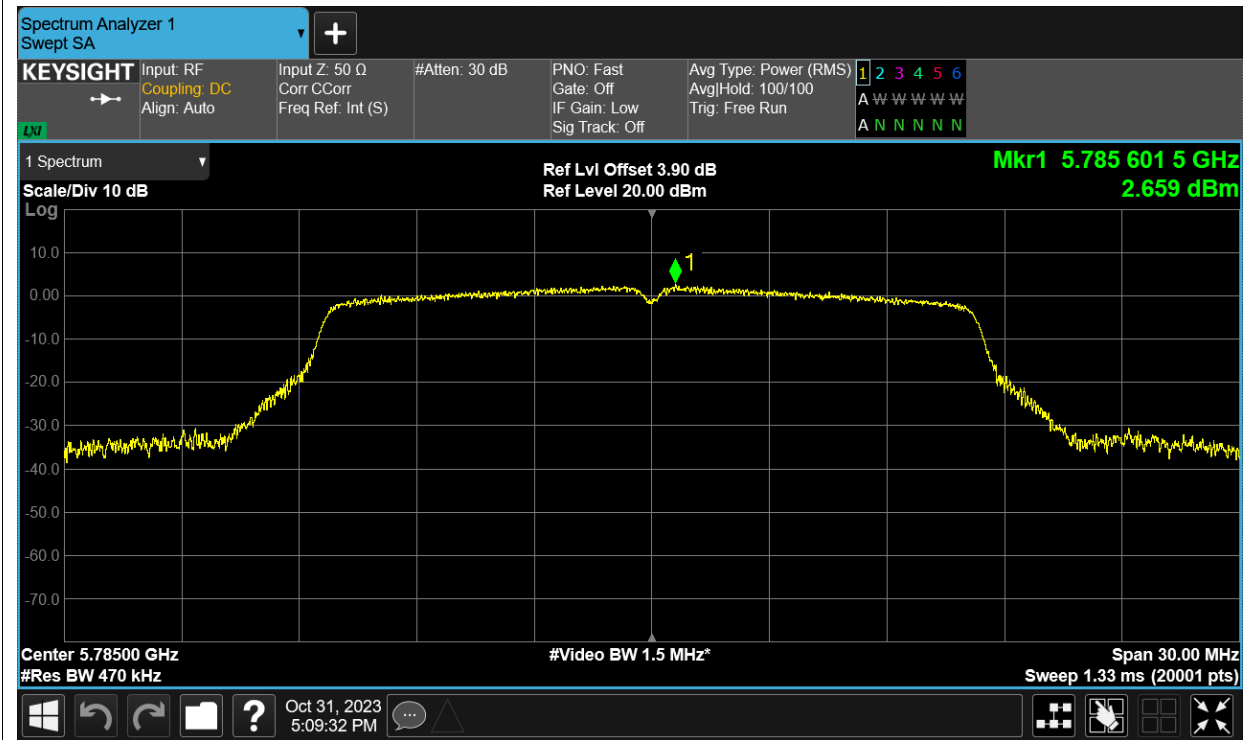 Spectrum Analyzer 1
Swept SA
KEYSIGHT
LXI
Input: RF
Coupling: DC
Align: Auto
Input Z: 50 Ω
Corr CCorr
Freq Ref: Int (S)
#Atten: 30 dB
PNO: Fast
Gate: Off
IF Gain: Low
Sig Track: Off
Avg Type: Power (RMS)
Avg|Hold: 100/100
Trig: Free Run
1 2 3 4 5 6
A W W W W W
A N N N N N
1 Spectrum
Scale/Div 10 dB
Ref Lvl Offset 3.90 dB
Ref Level 20.00 dBm
Mkr1 5.785 601 5 GHz
2.659 dBm
Log
10.0
0.00
-10.0
-20.0
-30.0
-40.0
-50.0
-60.0
-70.0
1
Center 5.78500 GHz
#Res BW 470 kHz
#Video BW 1.5 MHz*
Span 30.00 MHz
Sweep 1.33 ms (20001 pts)
?
Oct 31, 2023
5:09:32 PM